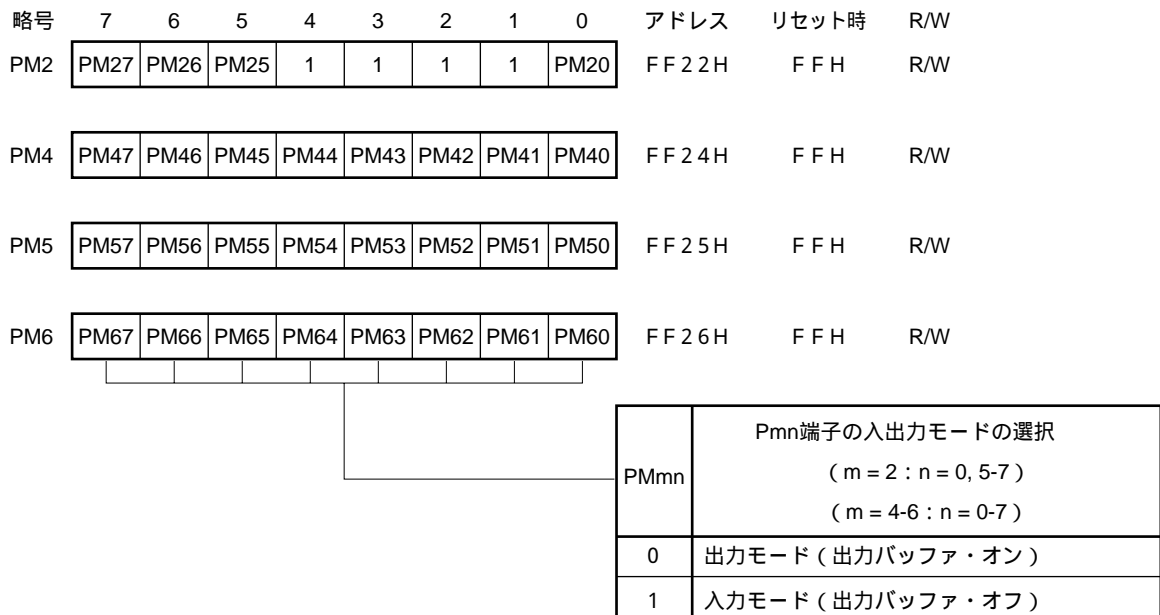 略号 7 6 5 4 3 2 1 0 アドレス リセット時 R/W
PM2 PM27 PM26 PM25 1 1 1 1 PM20 FF22H FFH R/W
PM4 PM47 PM46 PM45 PM44 PM43 PM42 PM41 PM40 FF24H FFH R/W
PM5 PM57 PM56 PM55 PM54 PM53 PM52 PM51 PM50 FF25H FFH R/W
PM6 PM67 PM66 PM65 PM64 PM63 PM62 PM61 PM60 FF26H FFH R/W
PMmn Pmn端子の入出力モードの選択
（m = 2 : n = 0, 5-7）
（m = 4-6 : n = 0-7）
0 出力モード（出力バッファ・オン）
1 入力モード（出力バッファ・オフ）